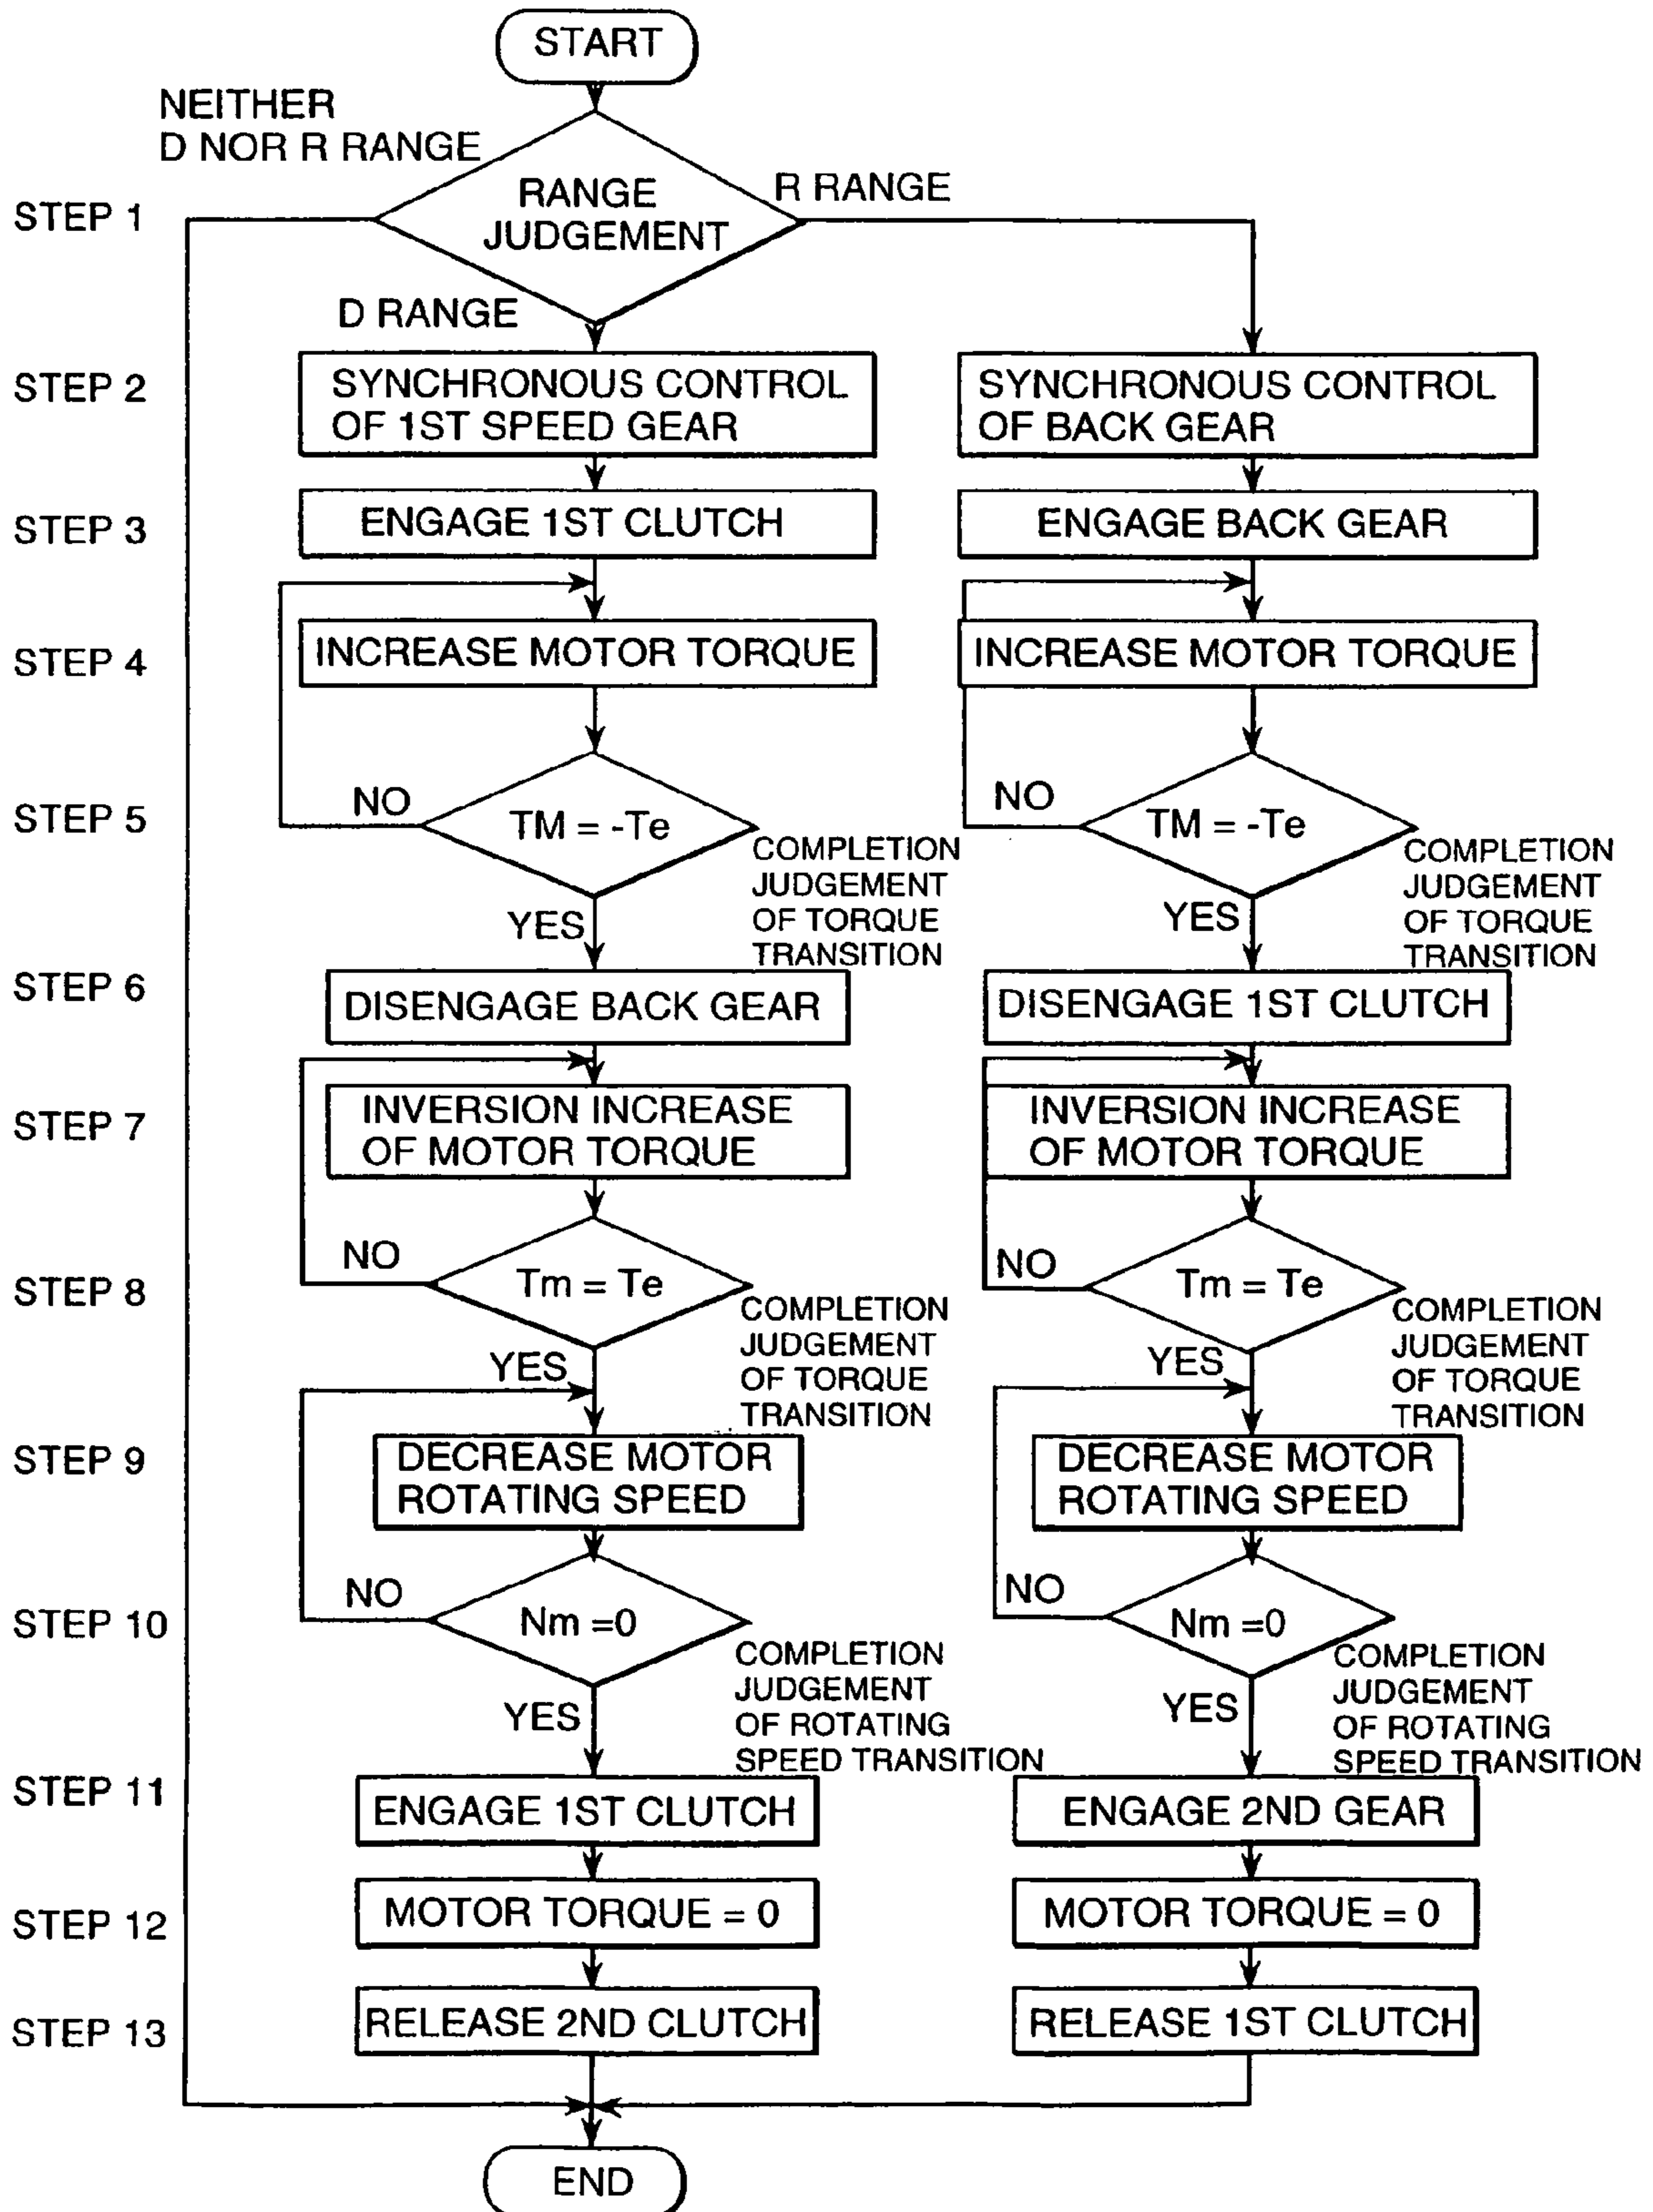 START
NEITHER
D NOR R RANGE
STEP 1
RANGE
JUDGEMENT
R RANGE
D RANGE
STEP 2
SYNCHRONOUS CONTROL
OF 1ST SPEED GEAR
SYNCHRONOUS CONTROL
OF BACK GEAR
STEP 3
ENGAGE 1ST CLUTCH
ENGAGE BACK GEAR
STEP 4
INCREASE MOTOR TORQUE
INCREASE MOTOR TORQUE
STEP 5
NO
TM = -Te
COMPLETION
JUDGEMENT
OF TORQUE
TRANSITION
YES
NO
TM = -Te
COMPLETION
JUDGEMENT
OF TORQUE
TRANSITION
YES
STEP 6
DISENGAGE BACK GEAR
DISENGAGE 1ST CLUTCH
STEP 7
INVERSION INCREASE
OF MOTOR TORQUE
INVERSION INCREASE
OF MOTOR TORQUE
STEP 8
NO
Tm = Te
COMPLETION
JUDGEMENT
OF TORQUE
TRANSITION
YES
NO
Tm = Te
COMPLETION
JUDGEMENT
OF TORQUE
TRANSITION
YES
STEP 9
DECREASE MOTOR
ROTATING SPEED
DECREASE MOTOR
ROTATING SPEED
STEP 10
NO
Nm =0
COMPLETION
JUDGEMENT
OF ROTATING
SPEED TRANSITION
YES
NO
Nm =0
COMPLETION
JUDGEMENT
OF ROTATING
SPEED TRANSITION
YES
STEP 11
ENGAGE 1ST CLUTCH
ENGAGE 2ND GEAR
STEP 12
MOTOR TORQUE = 0
MOTOR TORQUE = 0
STEP 13
RELEASE 2ND CLUTCH
RELEASE 1ST CLUTCH
END